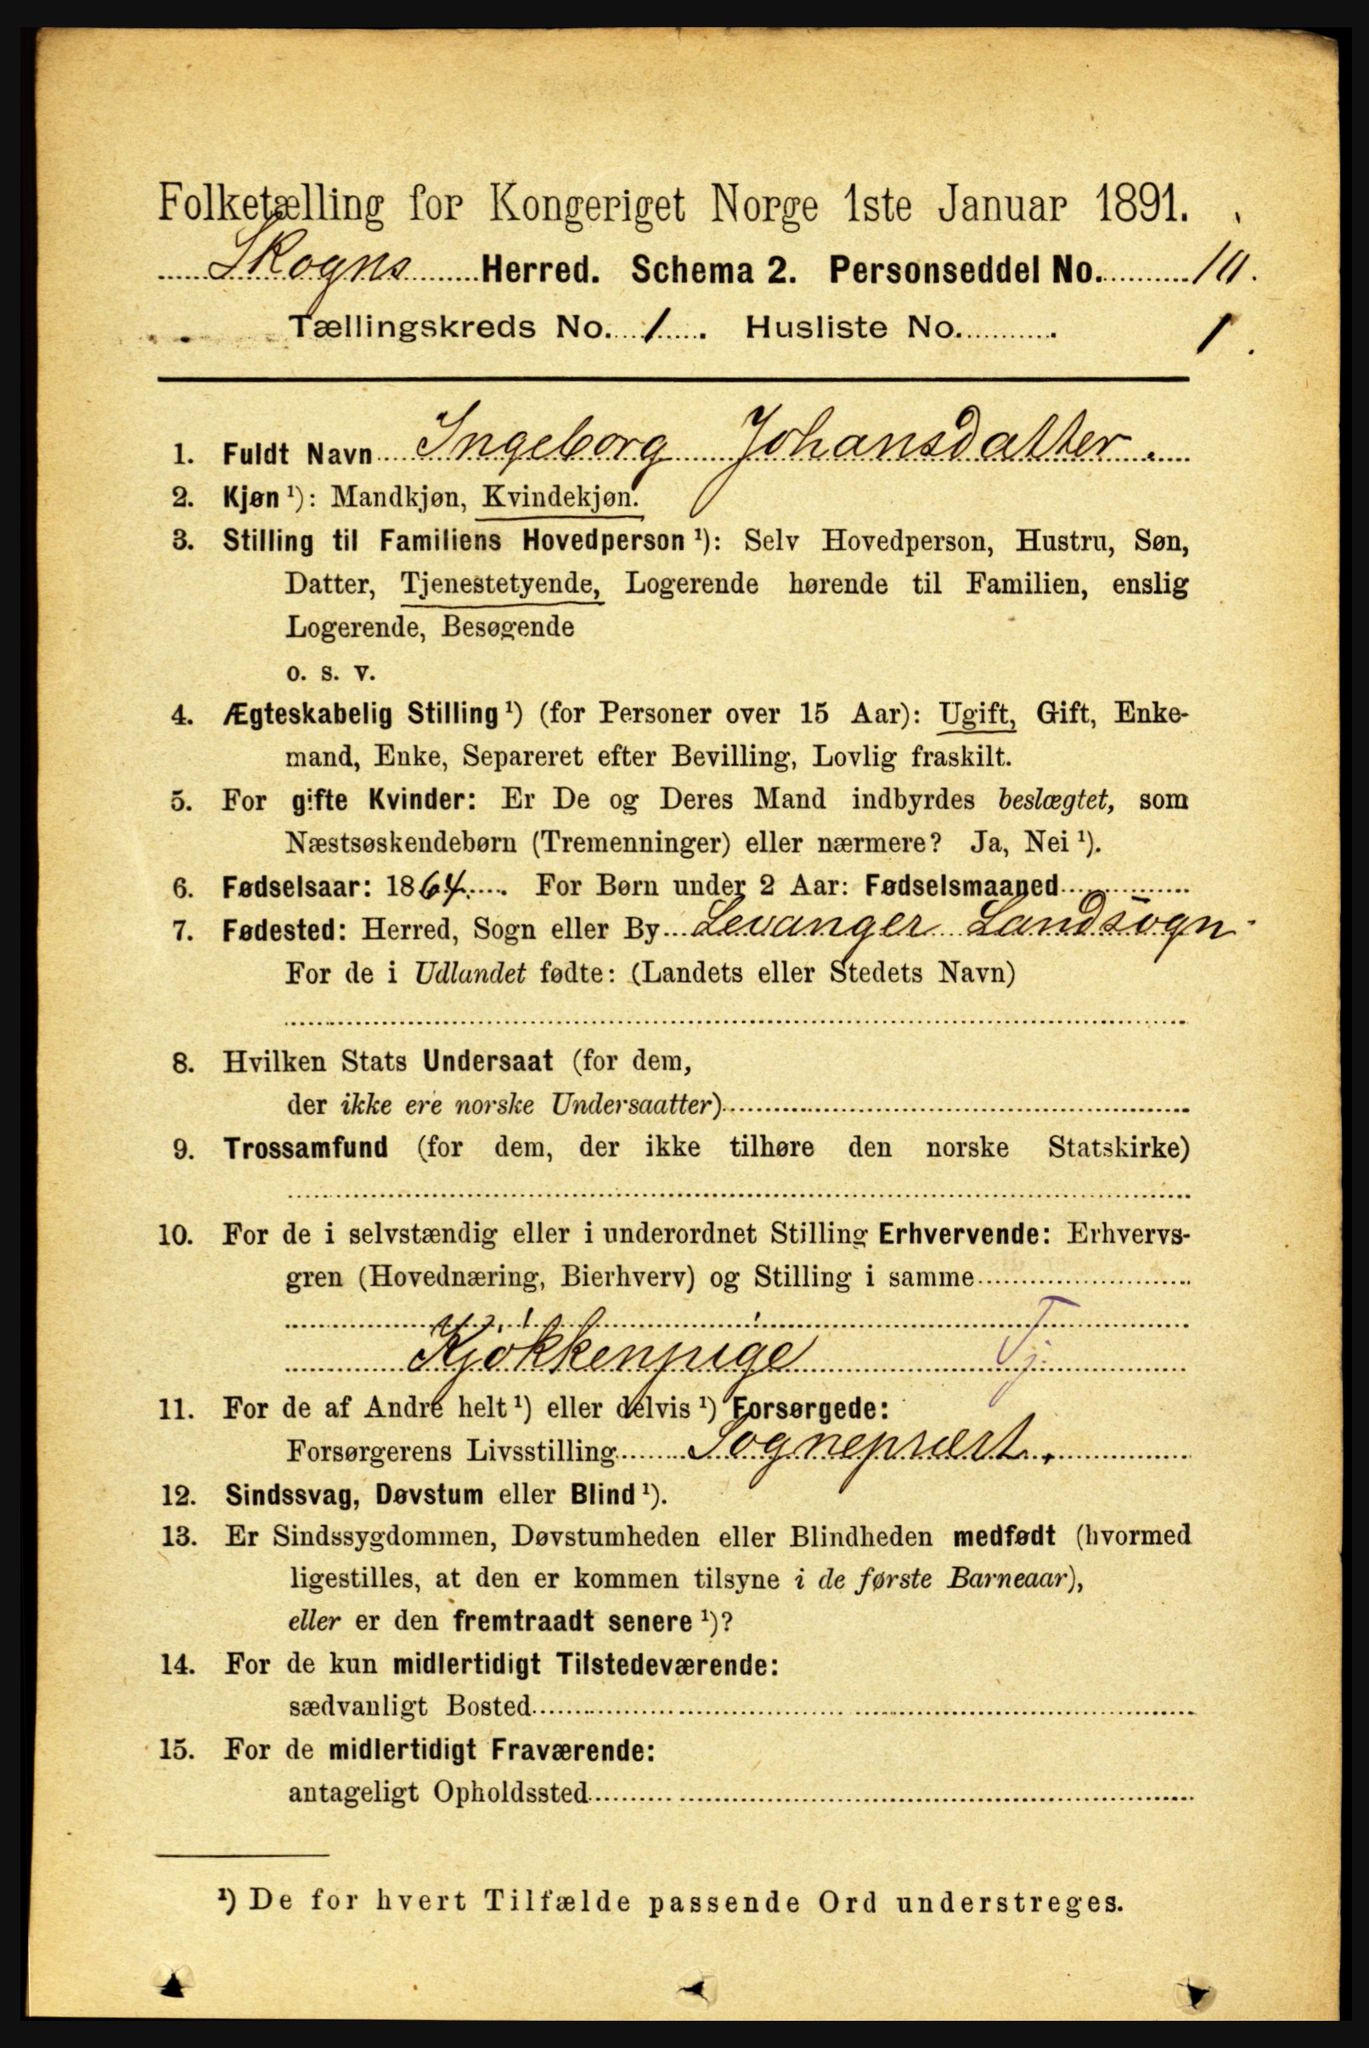 Folketælling for Kongeriget Norge 1ste Januar 1891.
Skogns Herred. Schema 2. Personseddel No. 10.
Tællingskreds No. 1. Husliste No. 1.
1. Fuldt Navn Ingeborg Johansdatter.
2. Kjøn ¹): Mandkjøn, Kvindekjøn.
3. Stilling til Familiens Hovedperson ¹): Selv Hovedperson, Hustru, Søn,
Datter, Tjenestetyende, Logerende hørende til Familien, enslig
Logerende, Besøgende
o. s. v.
4. Ægteskabelig Stilling ¹) (for Personer over 15 Aar): Ugift, Gift, Enke-
mand, Enke, Separeret efter Bevilling, Lovlig fraskilt.
5. For gifte Kvinder: Er De og Deres Mand indbyrdes beslægtet, som
Næstsøskendebørn (Tremenninger) eller nærmere? Ja, Nei ¹).
6. Fødselsaar: 1864. For Børn under 2 Aar: Fødselsmaaned
7. Fødested: Herred, Sogn eller By Levanger Landsogn.
For de i Udlandet fødte: (Landets eller Stedets Navn)
8. Hvilken Stats Undersaat (for dem,
der ikke ere norske Undersaatter)
9. Trossamfund (for dem, der ikke tilhøre den norske Statskirke)
10. For de i selvstændig eller i underordnet Stilling Erhvervende: Erhvervs-
gren (Hovednæring, Bierhverv) og Stilling i samme
Kjøkkenpige Tj.
11. For de af Andre helt ¹) eller delvis ¹) Forsørgede:
Forsørgerens Livsstilling Sognepræst.
12. Sindssvag, Døvstum eller Blind ¹).
13. Er Sindssygdommen, Døvstumheden eller Blindheden medfødt (hvormed
ligestilles, at den er kommen tilsyne i de første Barneaar),
eller er den fremtraadt senere ¹)?
14. For de kun midlertidigt Tilstedeværende:
sædvanligt Bosted
15. For de midlertidigt Fraværende:
antageligt Opholdssted
¹) De for hvert Tilfælde passende Ord understreges.